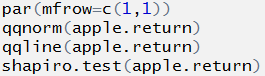 par(mfrow=c(1,1))
qqnorm(apple.return)
qqline(apple.return)
shapiro.test(apple.return)